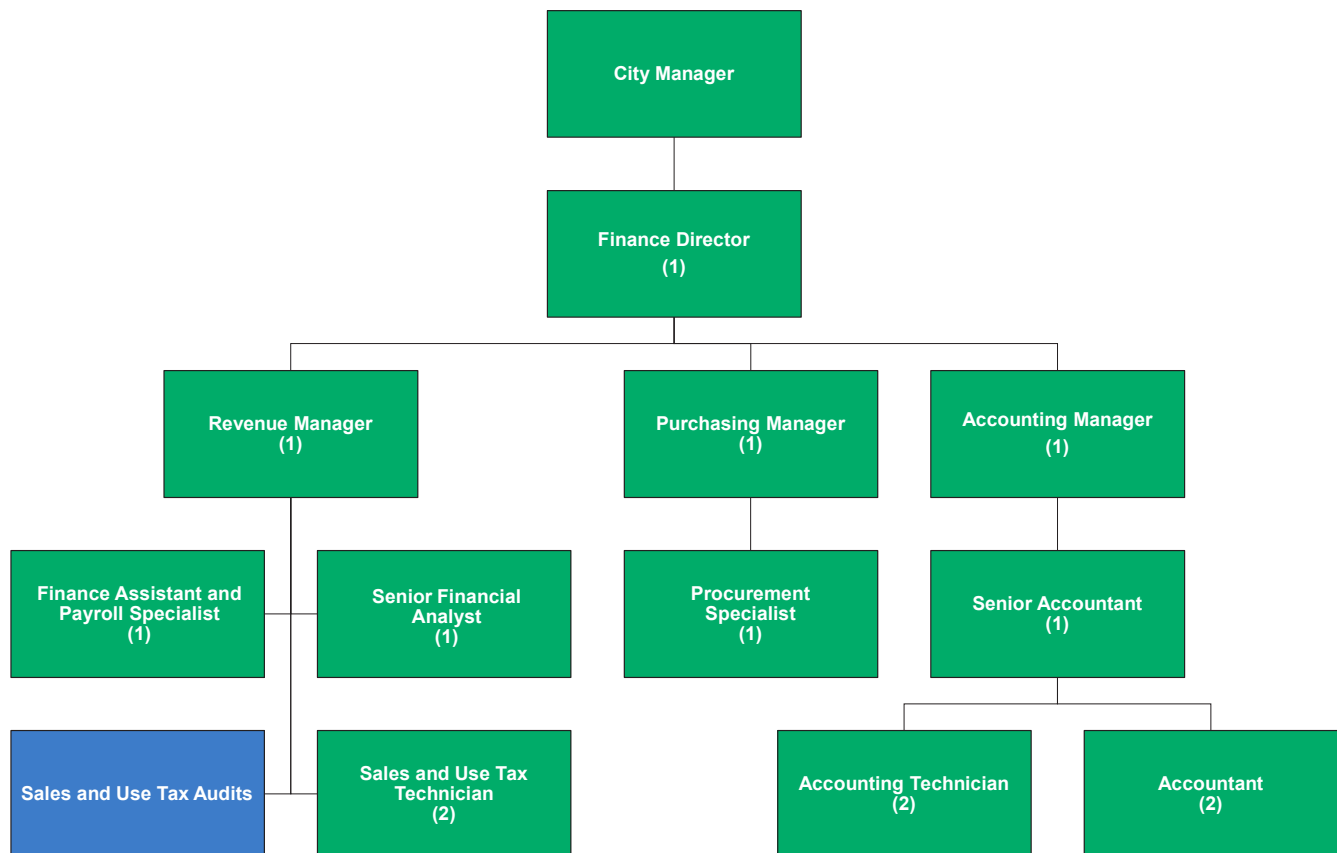 City Manager
Finance Director
(1)
Revenue Manager
(1)
Purchasing Manager
(1)
Accounting Manager
(1)
Finance Assistant and
Payroll Specialist
(1)
Senior Financial
Analyst
(1)
Procurement
Specialist
(1)
Senior Accountant
(1)
Sales and Use Tax Audits
Sales and Use Tax
Technician
(2)
Accounting Technician
(2)
Accountant
(2)